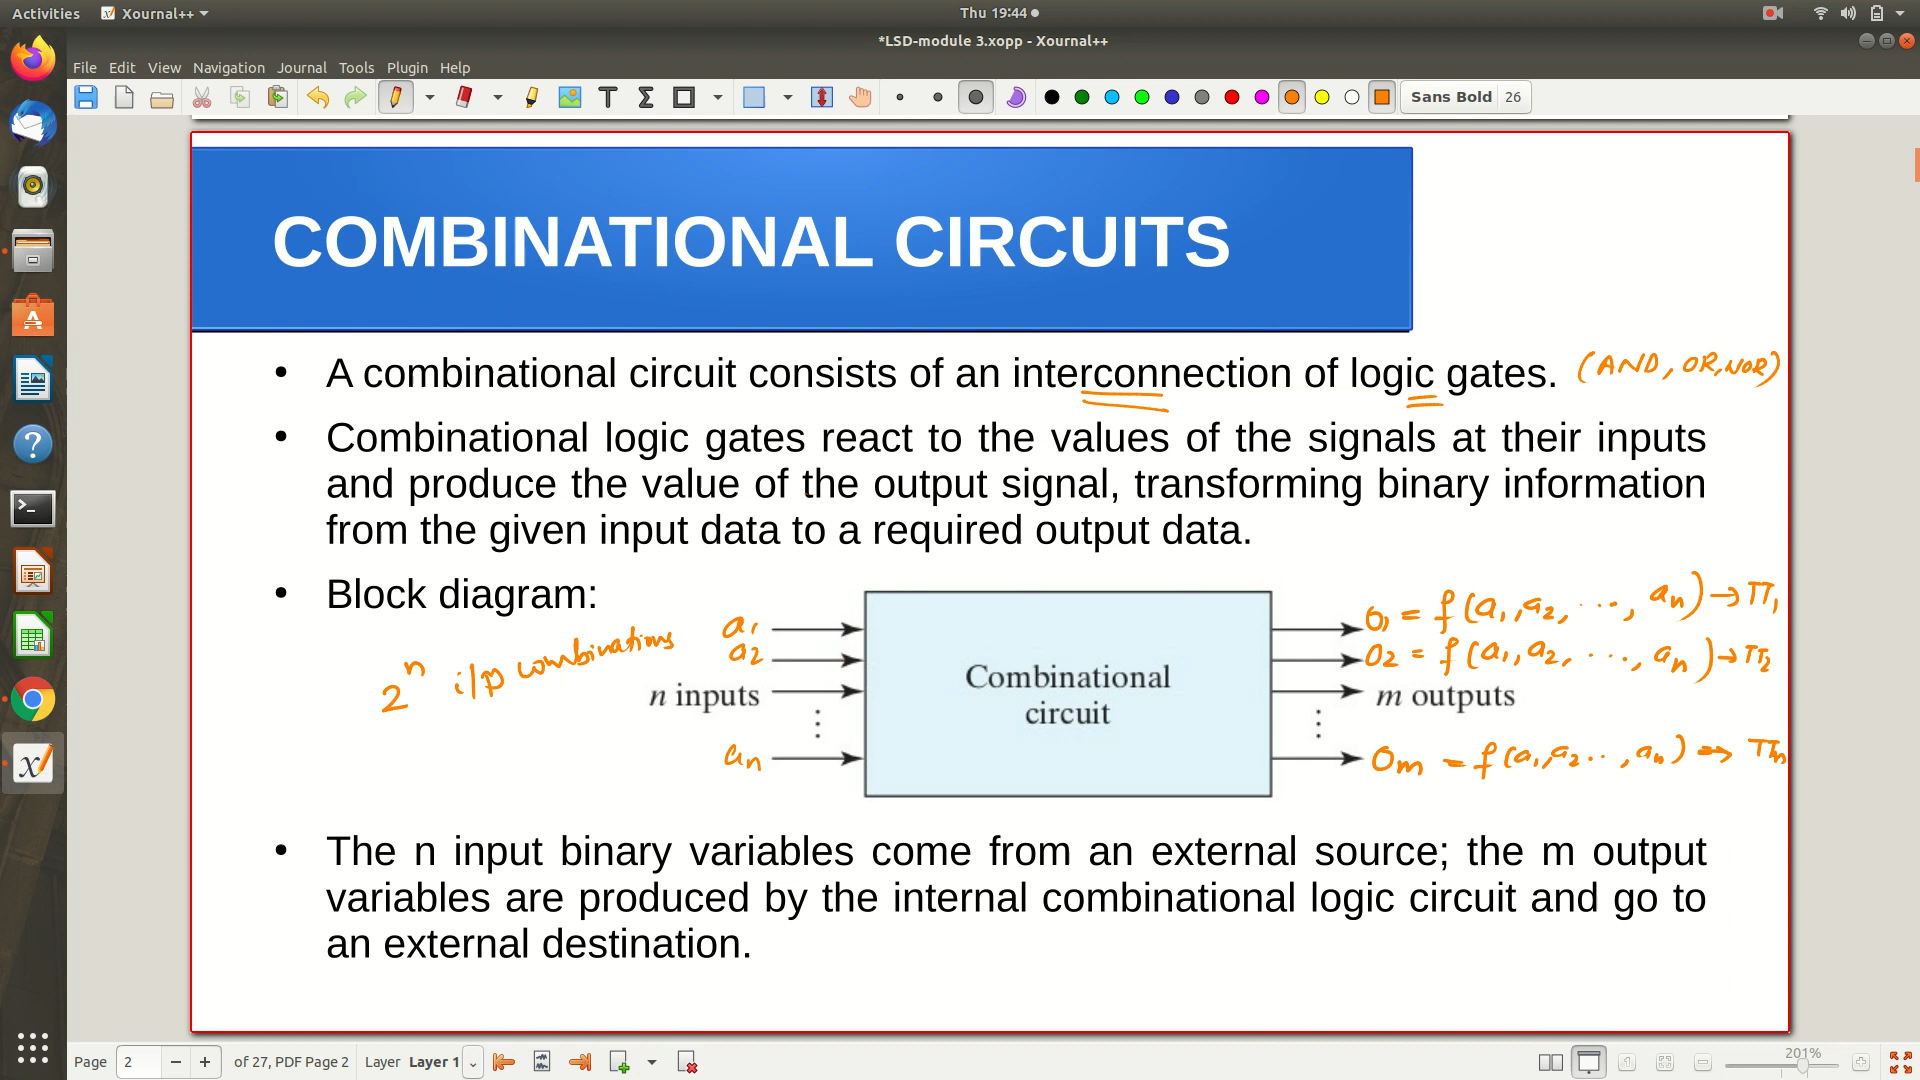 Activities Xournal++ Thu 19:44
*LSD-module 3.xopp - Xournal++
File Edit View Navigation Journal Tools Plugin Help
Sans Bold 26
COMBINATIONAL CIRCUITS
• A combinational circuit consists of an interconnection of logic gates. (AND, OR, NOR)
• Combinational logic gates react to the values of the signals at their inputs
and produce the value of the output signal, transforming binary information
from the given input data to a required output data.
• Block diagram:
2^n i/p combinations
a1
a2
n inputs
an
Combinational
circuit
O1 = f(a1, a2, ..., an) → TT1
O2 = f(a1, a2, ..., an) → TT2
m outputs
Om = f(a1, a2 .., an) → TTm
• The n input binary variables come from an external source; the m output
variables are produced by the internal combinational logic circuit and go to
an external destination.
Page 2 − + of 27, PDF Page 2 Layer Layer 1 201%